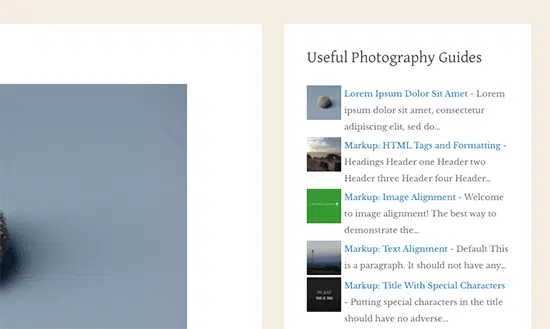 Useful Photography Guides
Lorem Ipsum Dolor Sit Amet - Lorem
ipsum dolor sit amet, consectetur
adipiscing elit, sed do...
Markup: HTML Tags and Formatting -
Headings Header one Header two
Header three Header four Header...
Markup: Image Alignment - Welcome
to image alignment! The best way to
demonstrate the...
Markup: Text Alignment - Default This
is a paragraph. It should not have any...
Markup: Title With Special Characters
- Putting special characters in the title
should have no adverse...